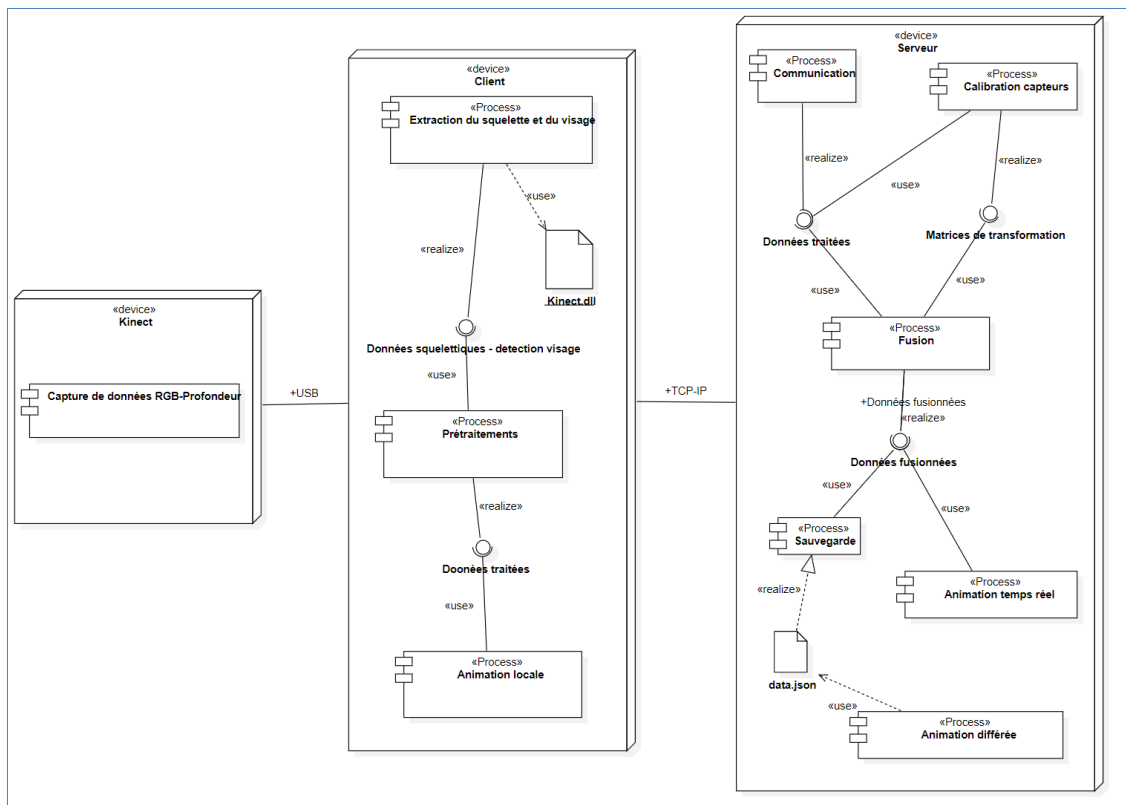 «device»
Kinect
Capture de données RGB-Profondeur
+USB
«device»
Client
«Process»
Extraction du squelette et du visage
«use»
«realize»
Kinect.dll
Données squelettiques - detection visage
«use»
«Process»
Prétraitements
«realize»
Doonées traitées
«use»
«Process»
Animation locale
+TCP-IP
«device»
Serveur
«Process»
Communication
«Process»
Calibration capteurs
«realize»
«realize»
«use»
Données traitées
Matrices de transformation
«use»
«use»
«Process»
Fusion
+Données fusionnées
«realize»
Données fusionnées
«use»
«use»
«Process»
Sauvegarde
«Process»
Animation temps réel
«realize»
data.json
«use»
«Process»
Animation différée